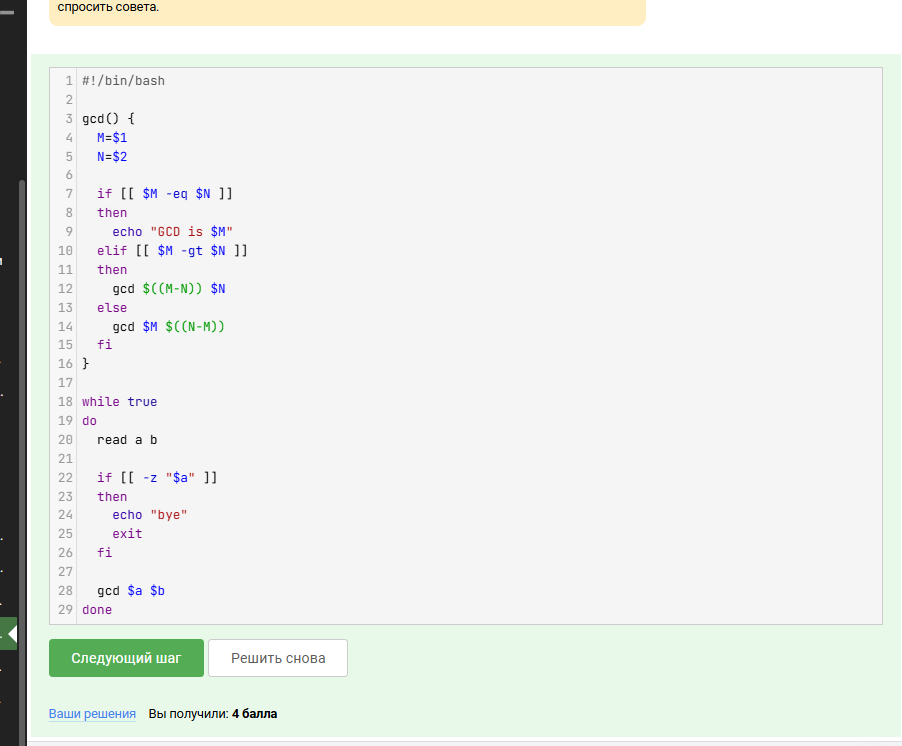 спросить совета.
1 #!/bin/bash
2
3 gcd() {
4   M=$1
5   N=$2
6
7   if [[ $M -eq $N ]]
8   then
9     echo "GCD is $M"
10   elif [[ $M -gt $N ]]
11   then
12     gcd $((M-N)) $N
13   else
14     gcd $M $((N-M))
15   fi
16 }
17
18 while true
19 do
20   read a b
21
22   if [[ -z "$a" ]]
23   then
24     echo "bye"
25     exit
26   fi
27
28   gcd $a $b
29 done
Следующий шаг Решить снова
Ваши решения Вы получили: 4 балла